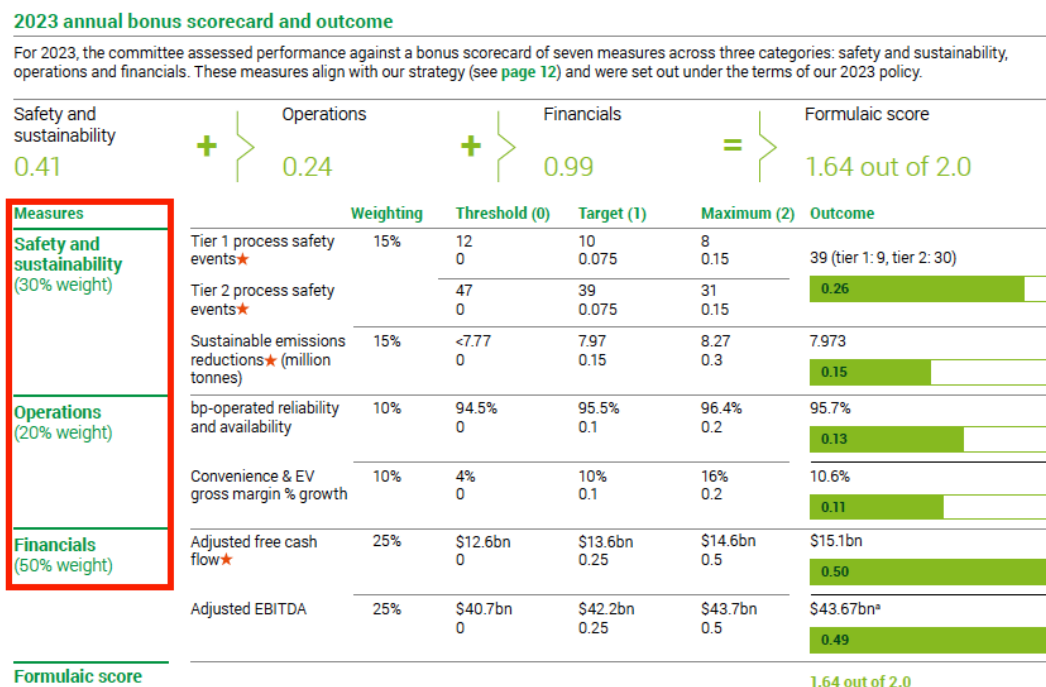 2023 annual bonus scorecard and outcome
For 2023, the committee assessed performance against a bonus scorecard of seven measures across three categories: safety and sustainability,
operations and financials. These measures align with our strategy (see page 12) and were set out under the terms of our 2023 policy.
Safety and
sustainability
0.41
+
Operations
0.24
+
Financials
0.99
=
Formulaic score
1.64 out of 2.0
Measures Weighting Threshold (0) Target (1) Maximum (2) Outcome
Safety and
sustainability
(30% weight)
Tier 1 process safety
events★
15%
12 10 8
0 0.075 0.15
39 (tier 1: 9, tier 2: 30)
0.26
Tier 2 process safety
events★
47 39 31
0 0.075 0.15
Sustainable emissions
reductions★ (million
tonnes)
15%
<7.77 7.97 8.27
0 0.15 0.3
7.973
0.15
Operations
(20% weight)
bp-operated reliability
and availability
10%
94.5% 95.5% 96.4%
0 0.1 0.2
95.7%
0.13
Convenience & EV
gross margin % growth
10%
4% 10% 16%
0 0.1 0.2
10.6%
0.11
Financials
(50% weight)
Adjusted free cash
flow★
25%
$12.6bn $13.6bn $14.6bn
0 0.25 0.5
$15.1bn
0.50
Adjusted EBITDA
25%
$40.7bn $42.2bn $43.7bn
0 0.25 0.5
$43.67bnᵃ
0.49
Formulaic score 1.64 out of 2.0